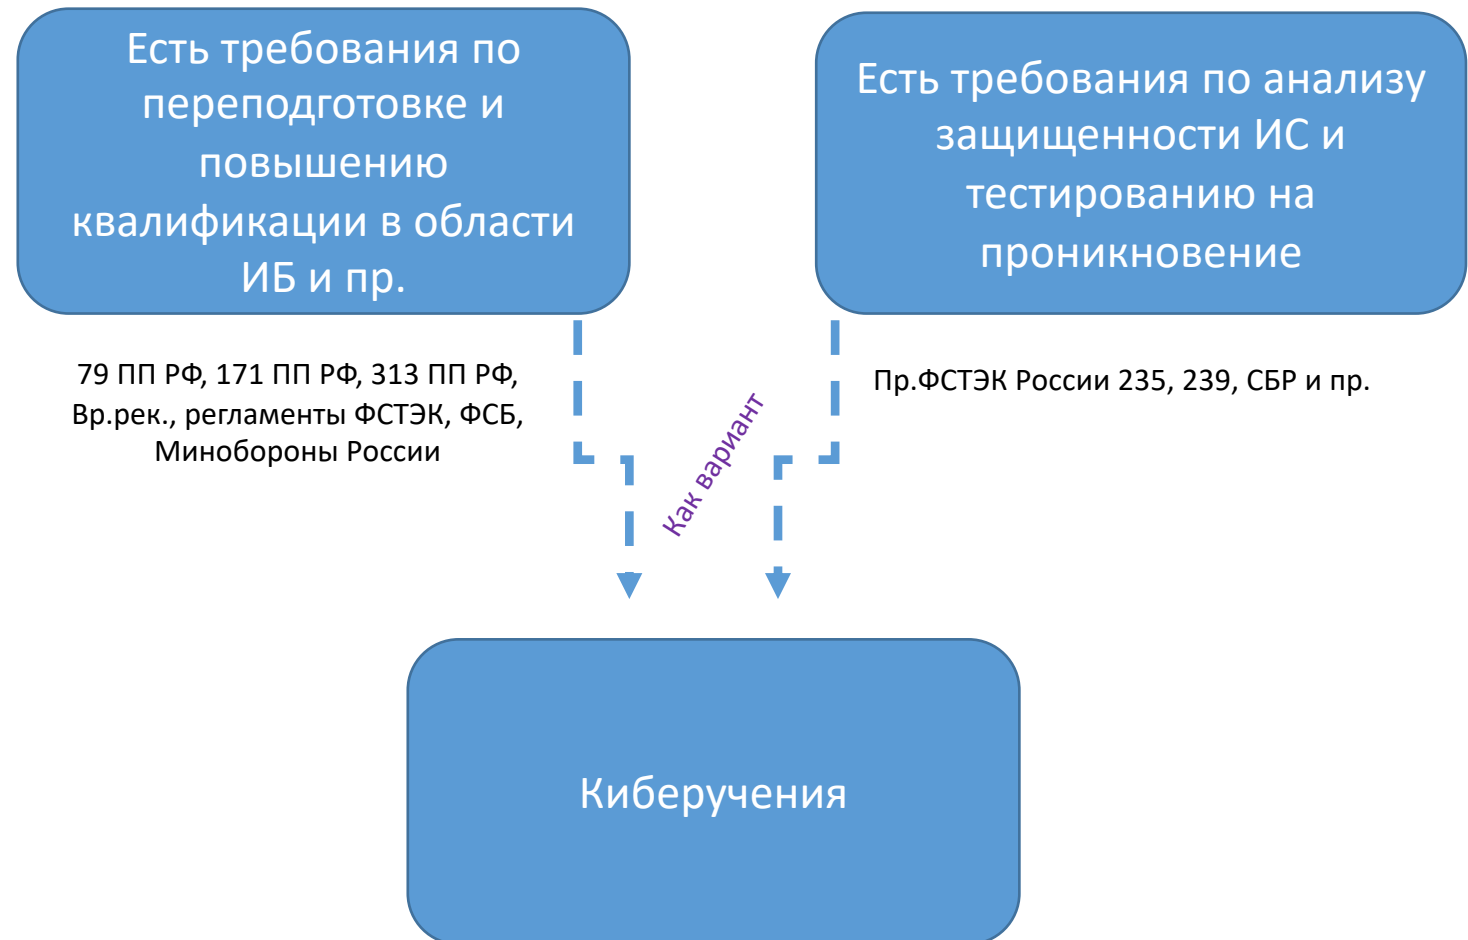 Есть требования по
переподготовке и
повышению
квалификации в области
ИБ и пр.
Есть требования по анализу
защищенности ИС и
тестированию на
проникновение
79 ПП РФ, 171 ПП РФ, 313 ПП РФ,
Вр.рек., регламенты ФСТЭК, ФСБ,
Минобороны России
Пр.ФСТЭК России 235, 239, СБР и пр.
Как вариант
Киберучения